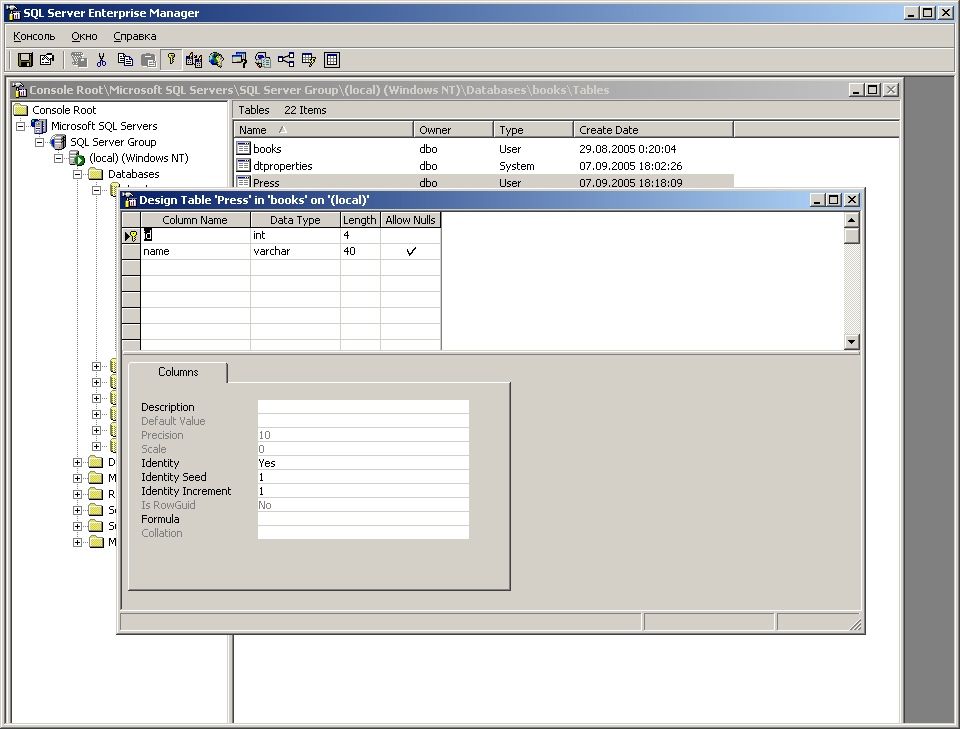 SQL Server Enterprise Manager
Консоль Окно Справка
Console Root\Microsoft SQL Servers\SQL Server Group\(local) (Windows NT)\Databases\books\Tables
Console Root
Microsoft SQL Servers
SQL Server Group
(local) (Windows NT)
Databases
Tables 22 Items
Name Owner Type Create Date
books dbo User 29.08.2005 0:20:04
dtproperties dbo System 07.09.2005 18:02:26
Press dbo User 07.09.2005 18:18:09
Design Table 'Press' in 'books' on '(local)'
Column Name Data Type Length Allow Nulls
id int 4
name varchar 40
Columns
Description
Default Value
Precision 10
Scale 0
Identity Yes
Identity Seed 1
Identity Increment 1
Is RowGuid No
Formula
Collation
D
M
R
M